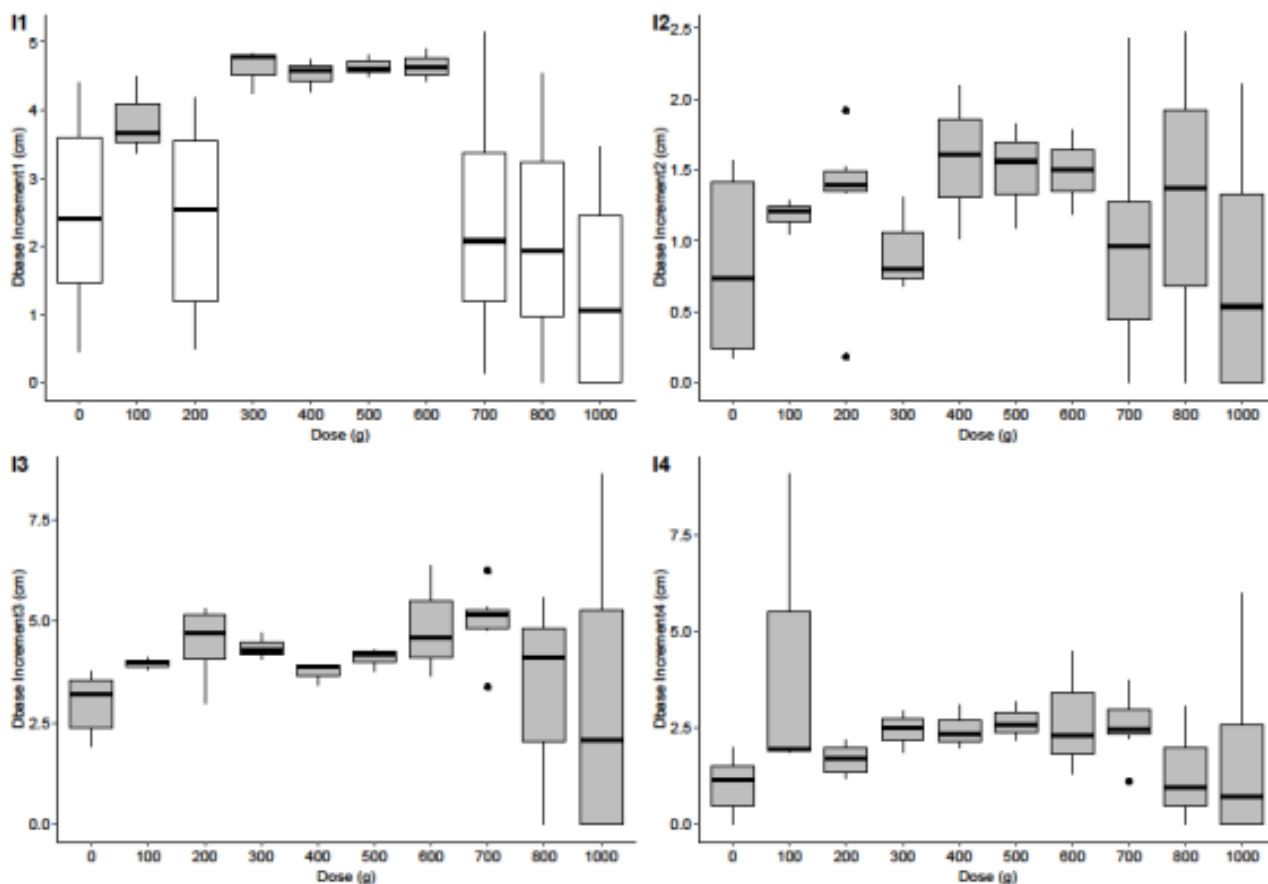 I1
Dbase Increment1 (cm)
5
4
3
2
1
0
0 100 200 300 400 500 600 700 800 1000
Dose (g)
I2
Dbase Increment2 (cm)
2.5
2.0
1.5
1.0
0.5
0.0
0 100 200 300 400 500 600 700 800 1000
Dose (g)
I3
Dbase Increment3 (cm)
7.5
5.0
2.5
0.0
0 100 200 300 400 500 600 700 800 1000
Dose (g)
I4
Dbase Increment4 (cm)
7.5
5.0
2.5
0.0
0 100 200 300 400 500 600 700 800 1000
Dose (g)